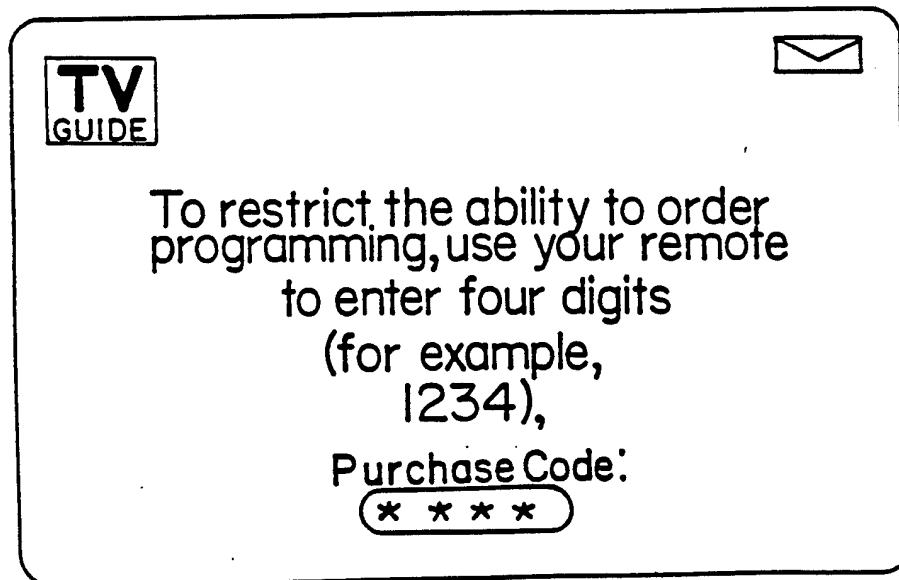 TV
GUIDE
To restrict the ability to order
programming, use your remote
to enter four digits
(for example,
1234),
Purchase Code:
* * * *